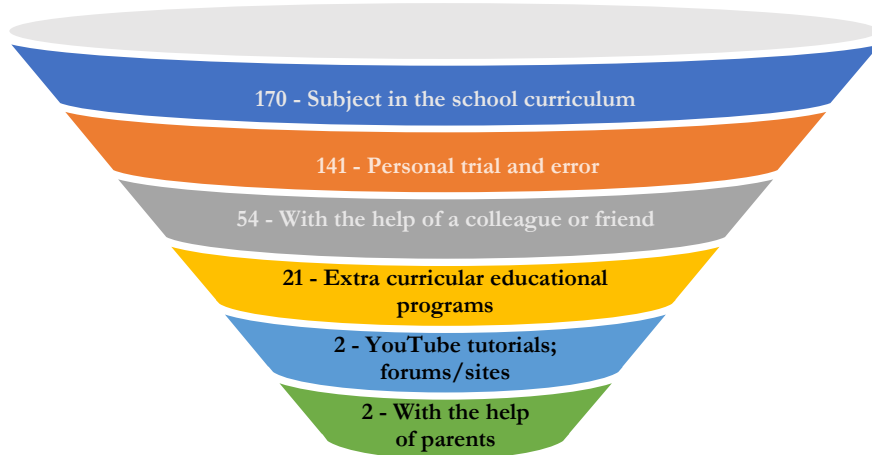 170 - Subject in the school curriculum
141 - Personal trial and error
54 - With the help of a colleague or friend
21 - Extra curricular educational
programs
2 - YouTube tutorials;
forums/sites
2 - With the help
of parents